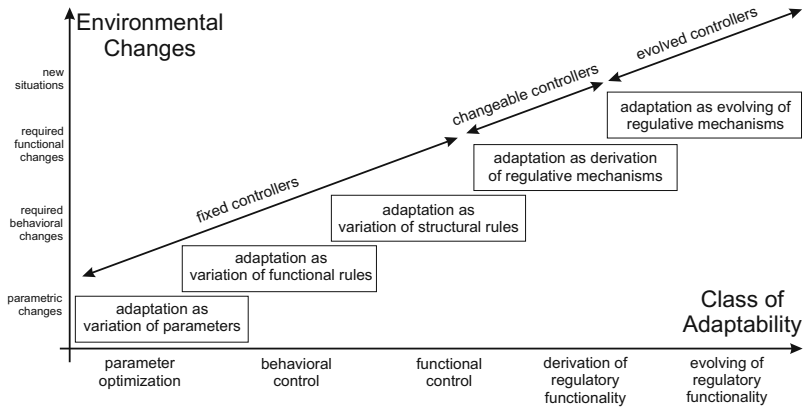 Environmental
Changes
new
situations
required
functional
changes
required
behavioral
changes
parametric
changes
evolved controllers
changeable controllers
fixed controllers
adaptation as evolving of
regulative mechanisms
adaptation as derivation
of regulative mechanisms
adaptation as
variation of structural rules
adaptation as
variation of functional rules
adaptation as
variation of parameters
Class of
Adaptability
parameter
optimization
behavioral
control
functional
control
derivation of
regulatory
functionality
evolving of
regulatory
functionality